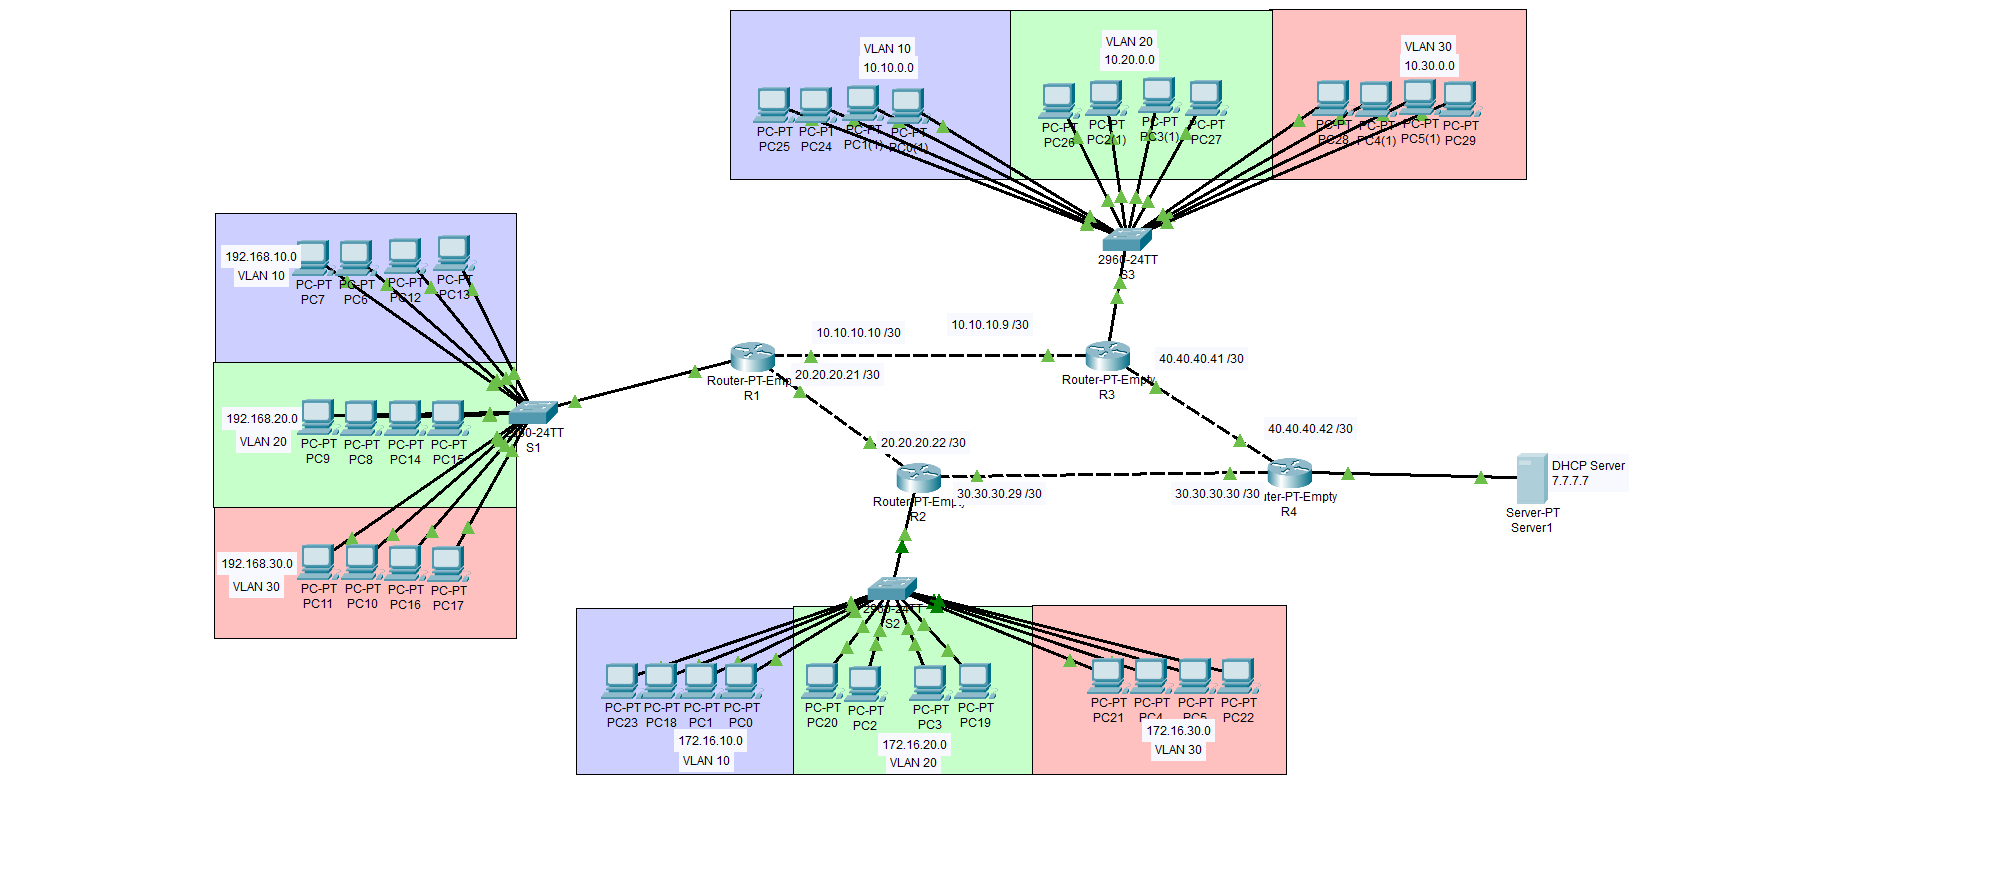 VLAN 10
10.10.0.0
PC-PT
PC25
PC-PT
PC24
PC-PT
PC1(1)
PC-PT
PC0(1)
VLAN 20
10.20.0.0
PC-PT
PC26
PC-PT
PC2(1)
PC-PT
PC3(1)
PC-PT
PC27
VLAN 30
10.30.0.0
PC-PT
PC28
PC-PT
PC4(1)
PC-PT
PC5(1)
PC-PT
PC29
2960-24TT
S3
192.168.10.0
VLAN 10
PC-PT
PC7
PC-PT
PC6
PC-PT
PC12
PC-PT
PC13
192.168.20.0
VLAN 20
PC-PT
PC9
PC-PT
PC8
PC-PT
PC14
PC-PT
PC15
S1
192.168.30.0
VLAN 30
PC-PT
PC11
PC-PT
PC10
PC-PT
PC16
PC-PT
PC17
10.10.10.10 /30
10.10.10.9 /30
R1
20.20.20.21 /30
Router-PT-Empty
R3
40.40.40.41 /30
20.20.20.22 /30
40.40.40.42 /30
R2
30.30.30.29 /30
30.30.30.30 /30
R4
DHCP Server
7.7.7.7
Server-PT
Server1
2960-24TT
S2
PC-PT
PC23
PC-PT
PC18
PC-PT
PC1
PC-PT
PC0
172.16.10.0
VLAN 10
PC-PT
PC20
PC-PT
PC2
PC-PT
PC3
PC-PT
PC19
172.16.20.0
VLAN 20
PC-PT
PC21
PC-PT
PC4
PC-PT
PC5
PC-PT
PC22
172.16.30.0
VLAN 30